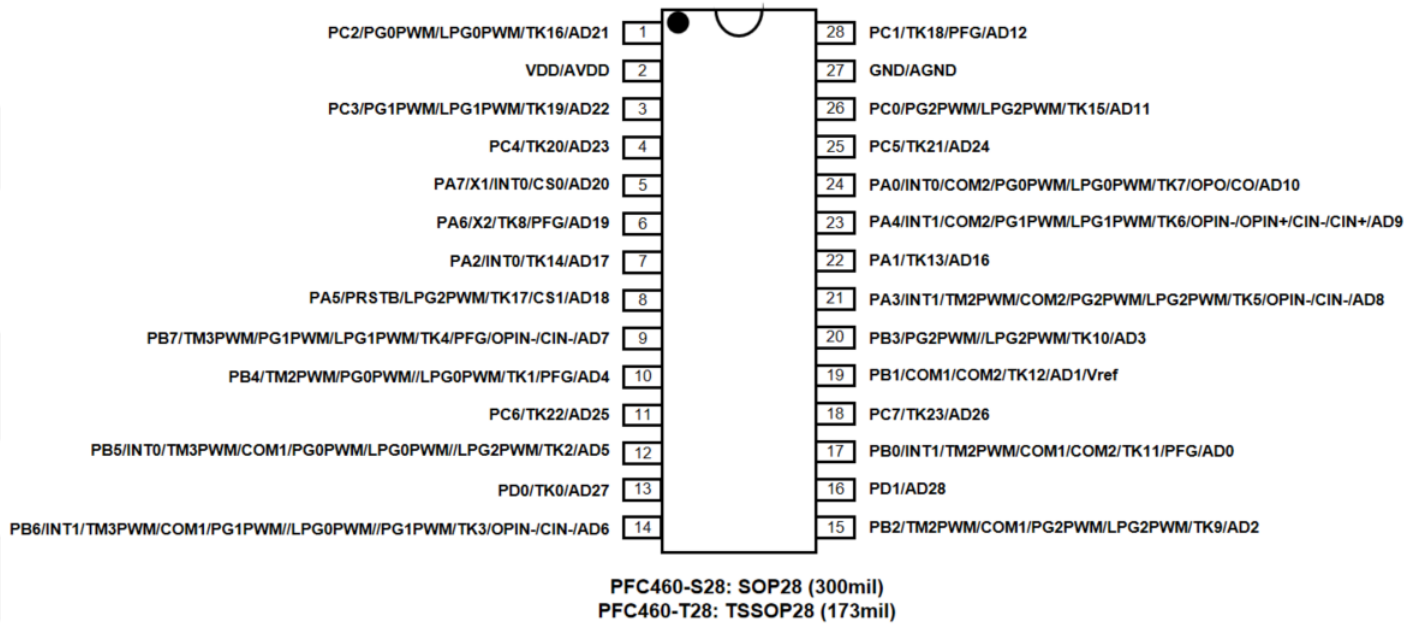 PC2/PG0PWM/LPG0PWM/TK16/AD21 1 28 PC1/TK18/PFG/AD12
VDD/AVDD 2 27 GND/AGND
PC3/PG1PWM/LPG1PWM/TK19/AD22 3 26 PC0/PG2PWM/LPG2PWM/TK15/AD11
PC4/TK20/AD23 4 25 PC5/TK21/AD24
PA7/X1/INT0/CS0/AD20 5 24 PA0/INT0/COM2/PG0PWM/LPG0PWM/TK7/OPO/CO/AD10
PA6/X2/TK8/PFG/AD19 6 23 PA4/INT1/COM2/PG1PWM/LPG1PWM/TK6/OPIN-/OPIN+/CIN-/CIN+/AD9
PA2/INT0/TK14/AD17 7 22 PA1/TK13/AD16
PA5/PRSTB/LPG2PWM/TK17/CS1/AD18 8 21 PA3/INT1/TM2PWM/COM2/PG2PWM/LPG2PWM/TK5/OPIN-/CIN-/AD8
PB7/TM3PWM/PG1PWM/LPG1PWM/TK4/PFG/OPIN-/CIN-/AD7 9 20 PB3/PG2PWM//LPG2PWM/TK10/AD3
PB4/TM2PWM/PG0PWM//LPG0PWM/TK1/PFG/AD4 10 19 PB1/COM1/COM2/TK12/AD1/Vref
PC6/TK22/AD25 11 18 PC7/TK23/AD26
PB5/INT0/TM3PWM/COM1/PG0PWM/LPG0PWM//LPG2PWM/TK2/AD5 12 17 PB0/INT1/TM2PWM/COM1/COM2/TK11/PFG/AD0
PD0/TK0/AD27 13 16 PD1/AD28
PB6/INT1/TM3PWM/COM1/PG1PWM//LPG0PWM//PG1PWM/TK3/OPIN-/CIN-/AD6 14 15 PB2/TM2PWM/COM1/PG2PWM/LPG2PWM/TK9/AD2
PFC460-S28: SOP28 (300mil)
PFC460-T28: TSSOP28 (173mil)